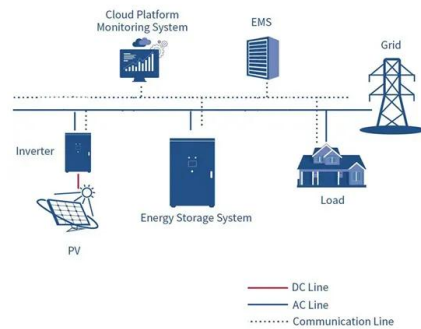 Cloud Platform
Monitoring System
EMS
Grid
Inverter
Energy Storage System
Load
PV
DC Line
AC Line
Communication Line